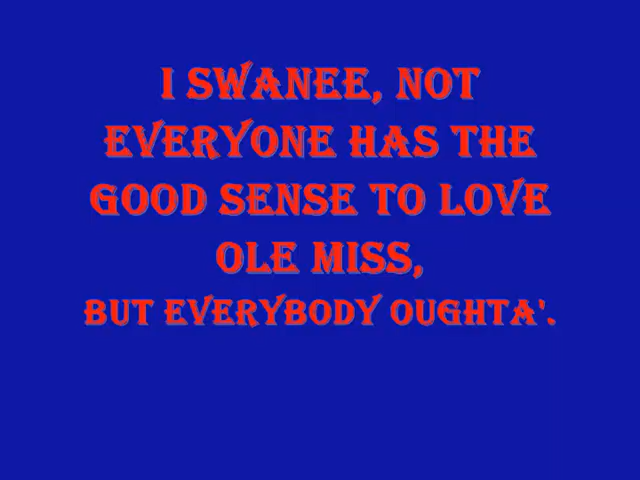 I SWANEE, NOT
EVERYONE HAS THE
GOOD SENSE TO LOVE
OLE MISS,
BUT EVERYBODY OUGHTA'.